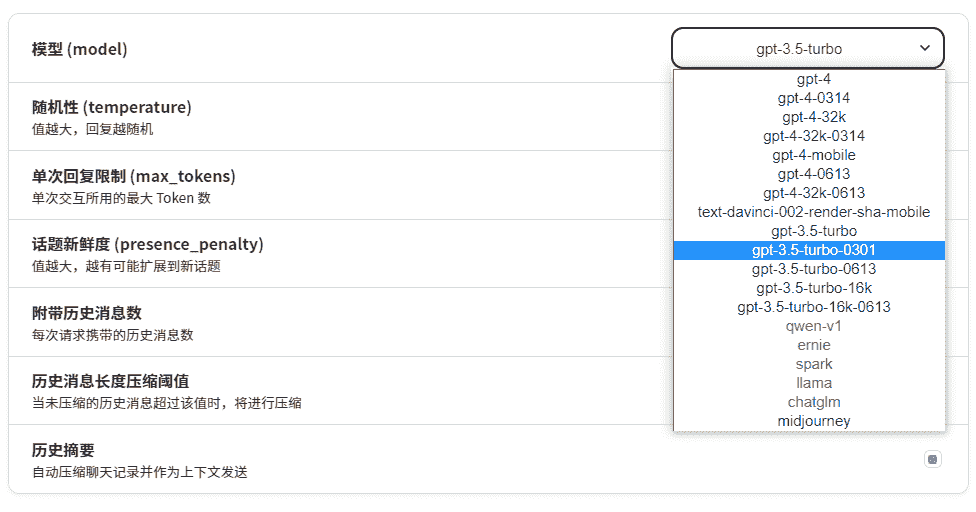 模型 (model)
gpt-3.5-turbo
随机性 (temperature)
值越大，回复越随机
单次回复限制 (max_tokens)
单次交互所用的最大 Token 数
话题新鲜度 (presence_penalty)
值越大，越有可能扩展到新话题
附带历史消息数
每次请求携带的历史消息数
历史消息长度压缩阈值
当未压缩的历史消息超过该值时，将进行压缩
历史摘要
自动压缩聊天记录并作为上下文发送
gpt-4
gpt-4-0314
gpt-4-32k
gpt-4-32k-0314
gpt-4-mobile
gpt-4-0613
gpt-4-32k-0613
text-davinci-002-render-sha-mobile
gpt-3.5-turbo
gpt-3.5-turbo-0301
gpt-3.5-turbo-0613
gpt-3.5-turbo-16k
gpt-3.5-turbo-16k-0613
qwen-v1
ernie
spark
llama
chatglm
midjourney